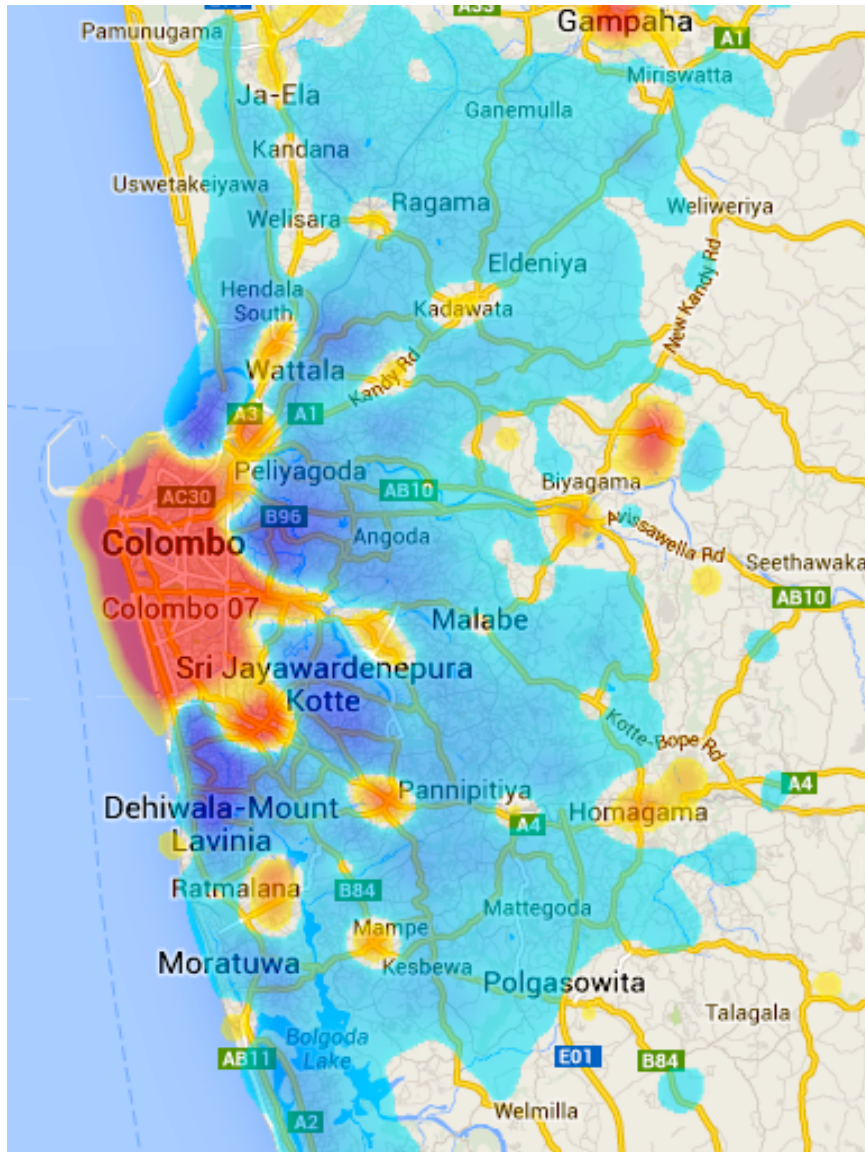 A33
Gampaha
Pamunugama
A1
Miriswatta
Ja-Ela
Ganemulla
Kandana
Uswetakeiyawa
Ragama
Weliweriya
Welisara
Eldeniya
Hendala
South
New Kandy Rd
Kadawata
Wattala
Kandy Rd
A3
A1
Peliyagoda
AC30
AB10
Biyagama
B96
Avissawella Rd
Colombo
Angoda
Seethawaka
AB10
Colombo 07
Malabe
Sri Jayawardenepura
Kotte
Kotte-Bope Rd
Pannipitiya
A4
Dehiwala-Mount
Lavinia
Homagama
A4
Ratmalana
B84
Mattegoda
Mampe
Moratuwa
Kesbewa
Polgasowita
Talagala
Bolgoda
Lake
AB11
E01
B84
Welmilla
A2